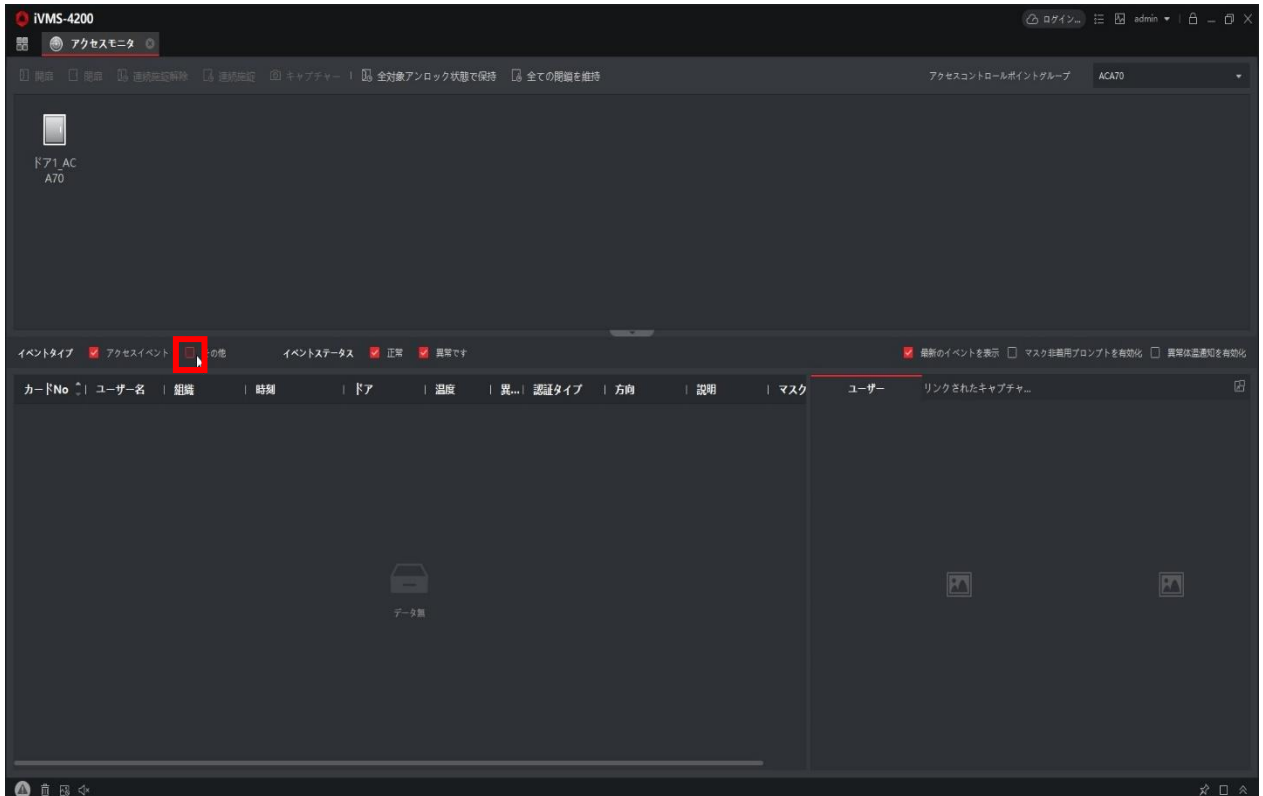 iVMS-4200
ログイン...
admin
アクセスモニタ
開扉 閉扉 連続施錠解除 連続施錠 キャプチャー 全対象アンロック状態で保持 全ての閉鎖を維持
アクセスコントロールポイントグループ ACA70
ドア1_AC
A70
イベントタイプ アクセスイベント の他 イベントステータス 正常 異常です
最新のイベントを表示 マスク非着用プロンプトを有効化 異常体温通知を有効化
カードNo ユーザー名 組織 時刻 ドア 温度 異... 認証タイプ 方向 説明 マスク
ユーザー リンクされたキャプチャ...
データ無